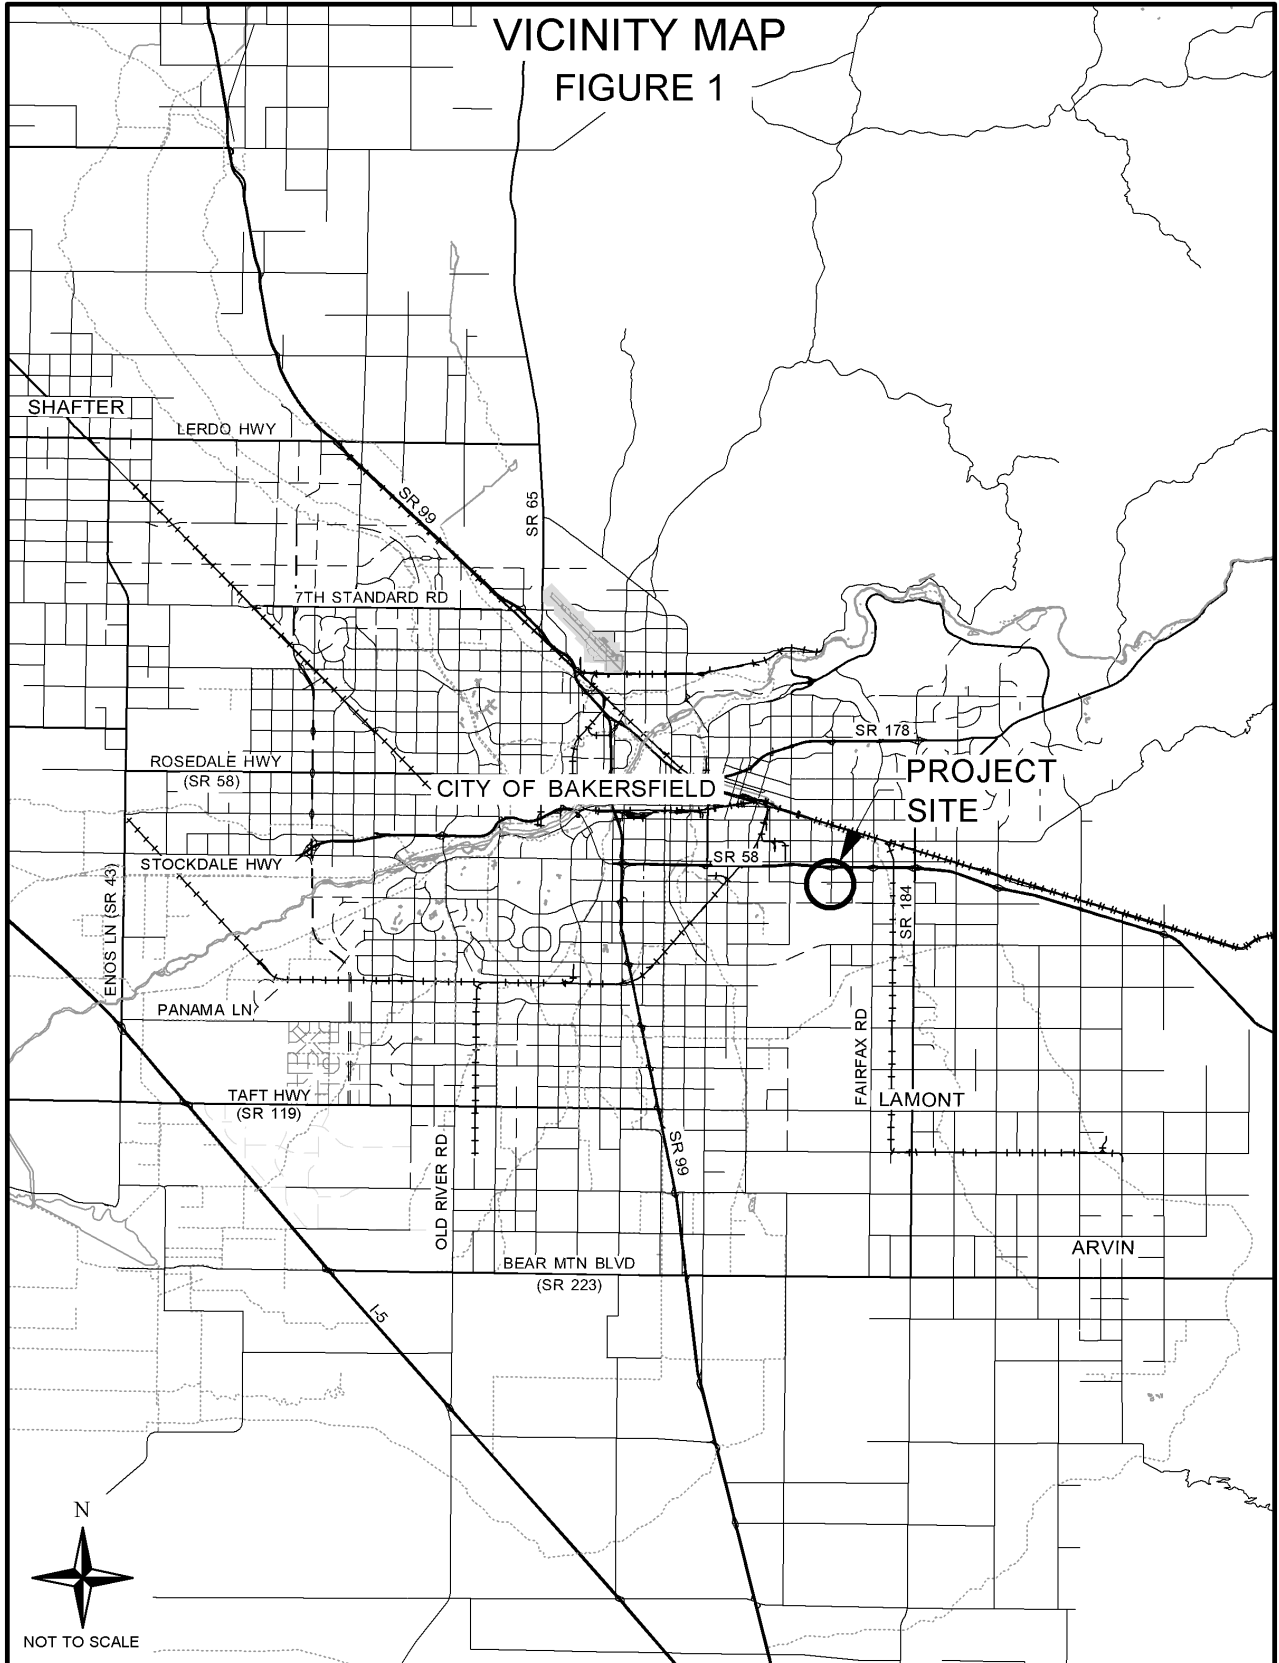 VICINITY MAP
FIGURE 1
SHAFTER
LERDO HWY
SR 99
SR 65
7TH STANDARD RD
SR 178
ROSEDALE HWY
(SR 58)
CITY OF BAKERSFIELD
PROJECT
SITE
STOCKDALE HWY
SR 58
ENOS LN (SR 43)
SR 184
PANAMA LN
FAIRFAX RD
TAFT HWY
(SR 119)
LAMONT
OLD RIVER RD
SR 99
ARVIN
BEAR MTN BLVD
(SR 223)
I-5
N
NOT TO SCALE